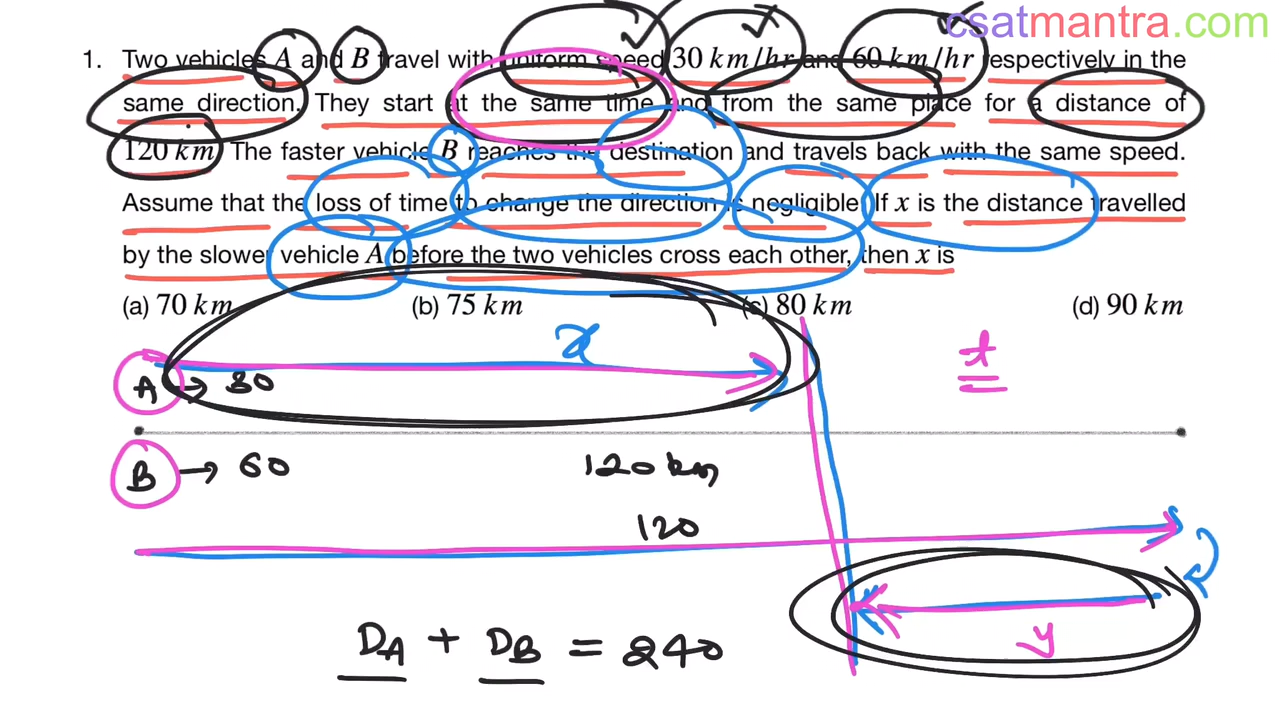 csatmantra.com
1. Two vehicles A and B travel with uniform speed 30 km/hr and 60 km/hr respectively in the
same direction. They start at the same time and from the same place for a distance of
120 km. The faster vehicle B reaches the destination and travels back with the same speed.
Assume that the loss of time to change the direction is negligible. If x is the distance travelled
by the slower vehicle A before the two vehicles cross each other, then x is
(a) 70 km (b) 75 km (c) 80 km (d) 90 km
x t
A → 30
B → 60 120 km
120
y
DA + DB = 240